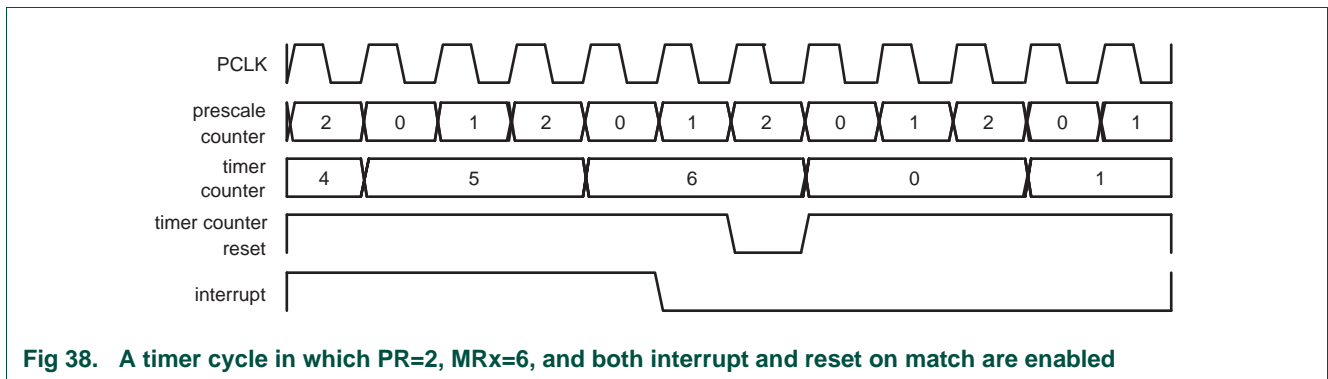 PCLK
prescale
counter
2 0 1 2 0 1 2 0 1 2 0 1
timer
counter
4 5 6 0 1
timer counter
reset
interrupt
Fig 38. A timer cycle in which PR=2, MRx=6, and both interrupt and reset on match are enabled